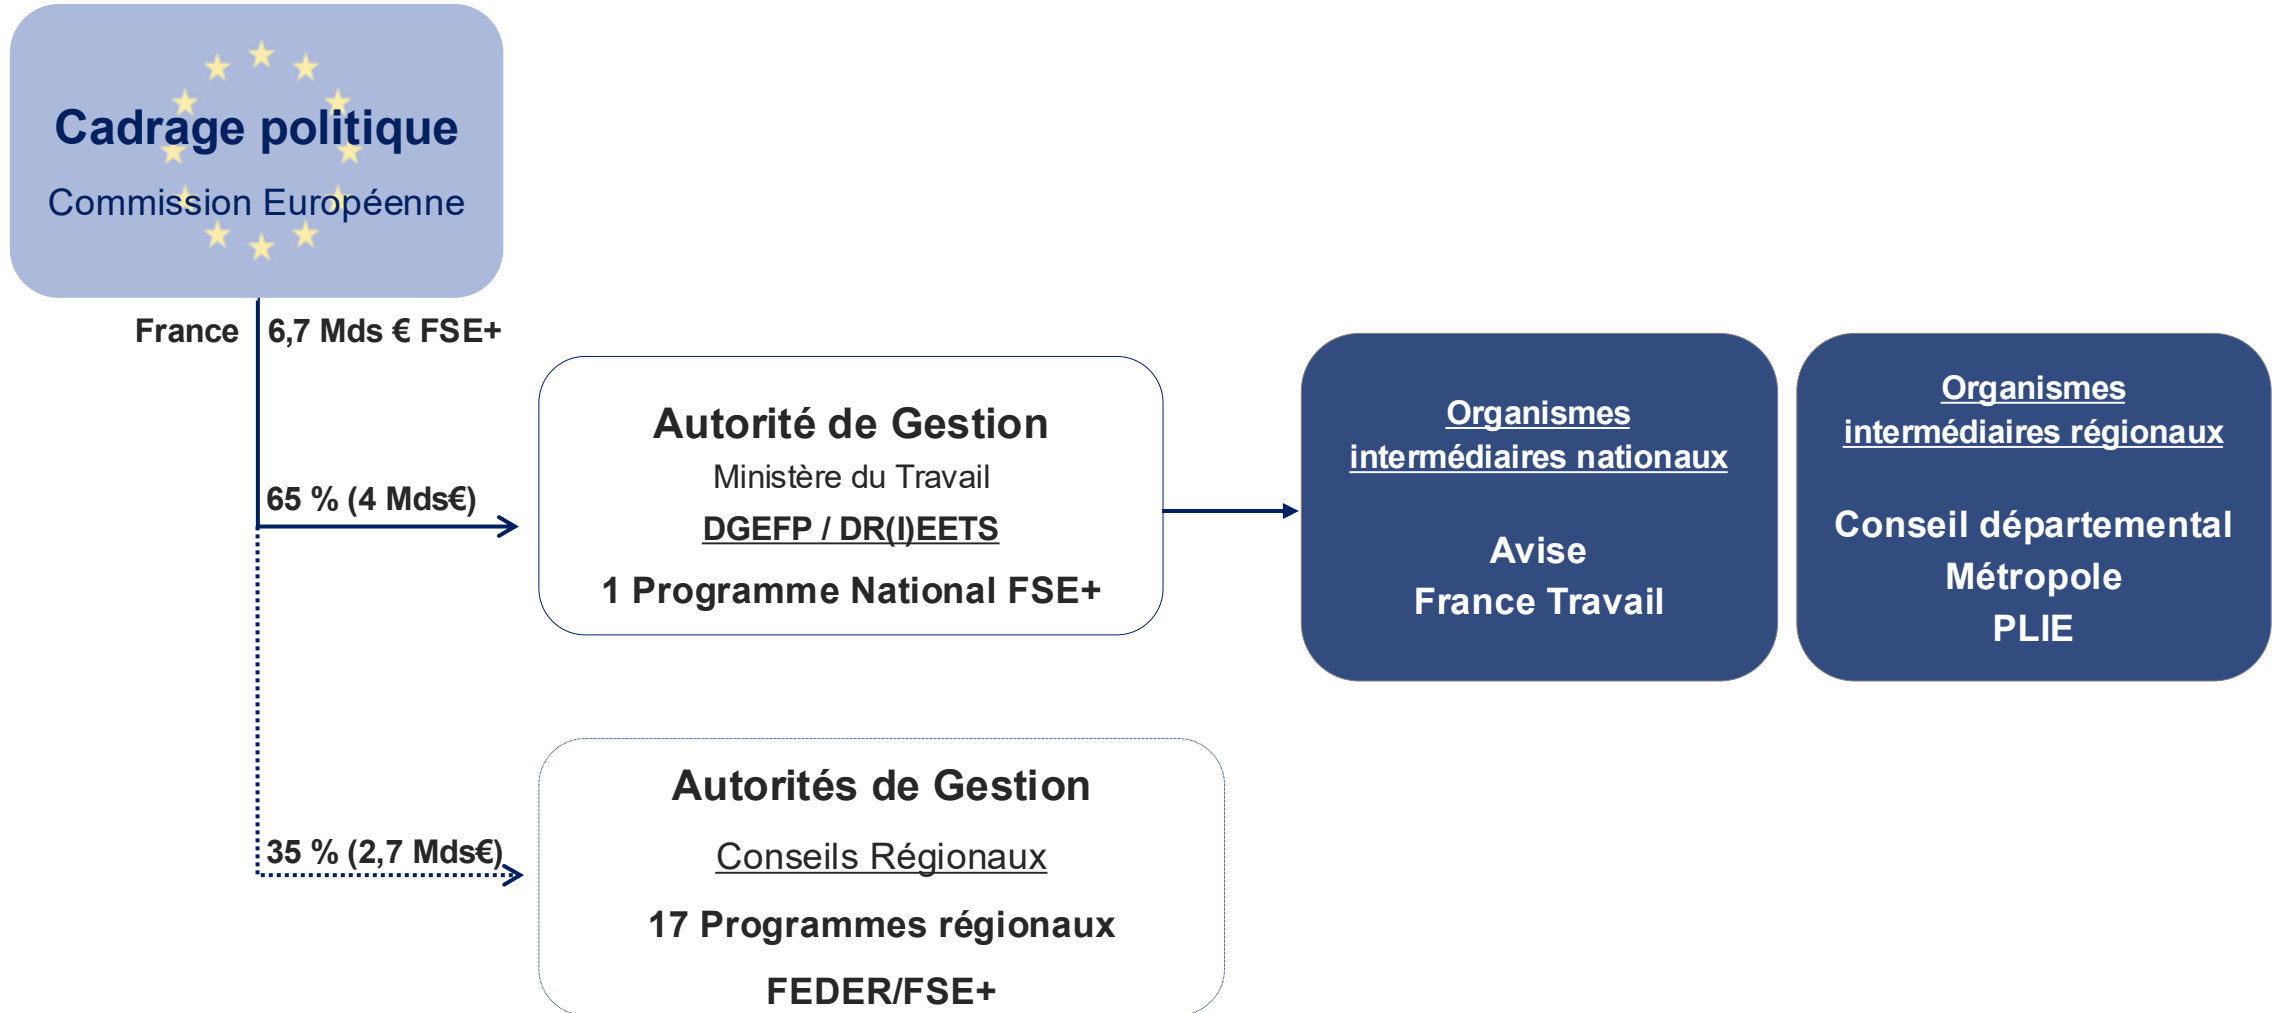 Cadrage politique
Commission Européenne
France
6,7 Mds € FSE+
65 % (4 Mds€)
Autorité de Gestion
Ministère du Travail
DGEFP / DR(I)EETS
1 Programme National FSE+
Organismes
intermédiaires nationaux
Avise
France Travail
Organismes
intermédiaires régionaux
Conseil départemental
Métropole
PLIE
35 % (2,7 Mds€)
Autorités de Gestion
Conseils Régionaux
17 Programmes régionaux
FEDER/FSE+